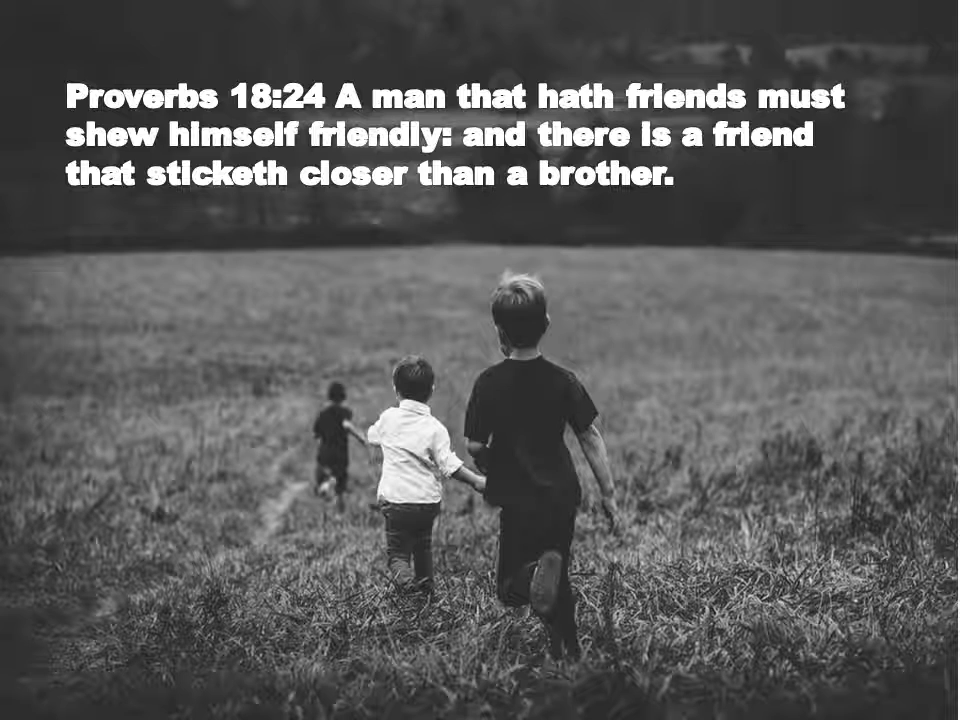 Proverbs 18:24 A man that hath friends must
shew himself friendly: and there is a friend
that sticketh closer than a brother.